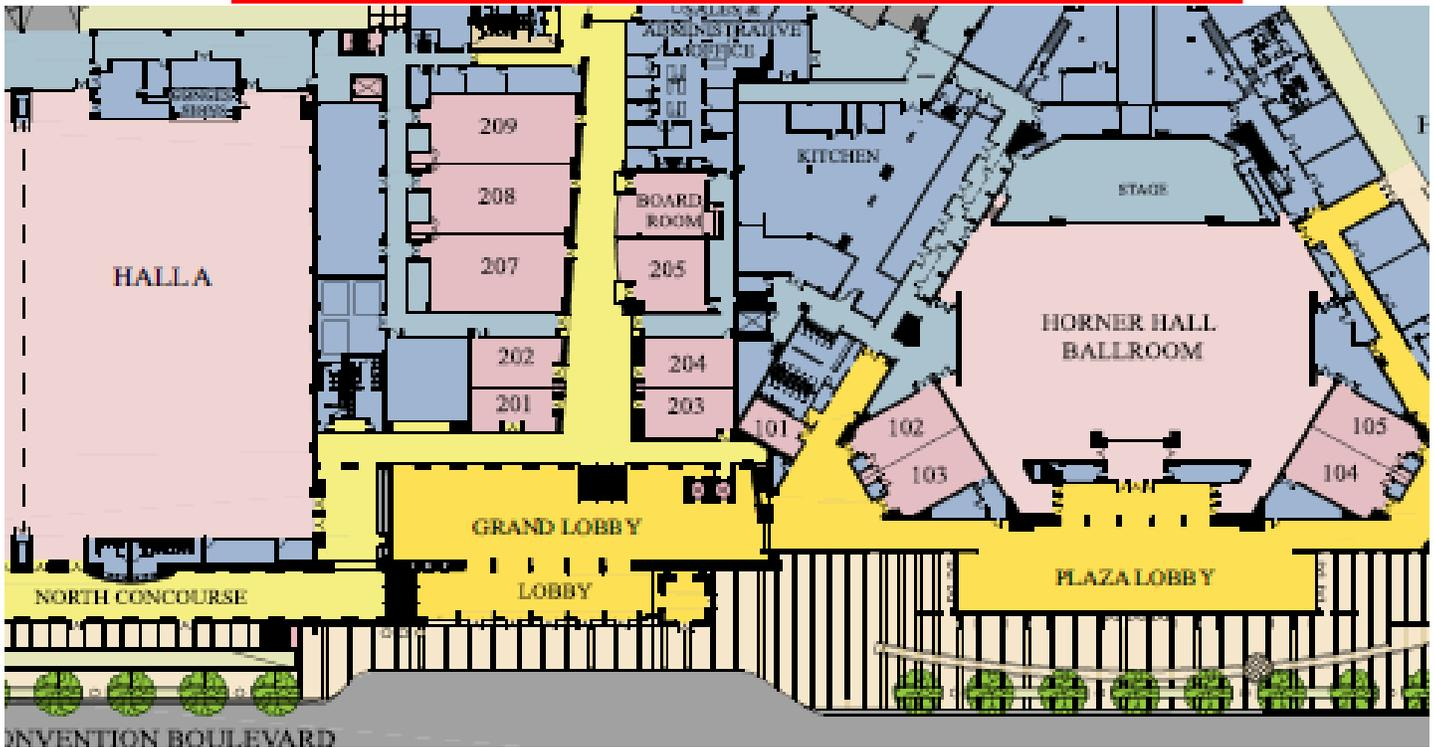 SALES &
ADMINISTRATIVE
OFFICE
209
KITCHEN
STAGE
208
BOARD
ROOM
207
205
HALL A
HORNER HALL
BALLROOM
202
204
201
203
101
102
105
103
104
GRAND LOBBY
LOBBY
PLAZA LOBBY
NORTH CONCOURSE
ONVENTION BOULEVARD
H